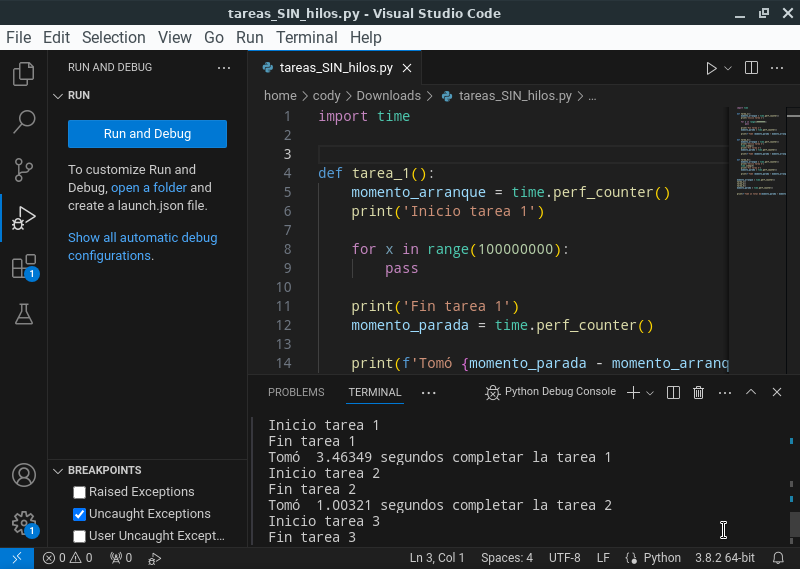 tareas_SIN_hilos.py - Visual Studio Code
File Edit Selection View Go Run Terminal Help
RUN AND DEBUG ...
RUN
Run and Debug
To customize Run and
Debug, open a folder and
create a launch.json file.
Show all automatic debug
configurations.
BREAKPOINTS
Raised Exceptions
Uncaught Exceptions
User Uncaught Except...
1
1
tareas_SIN_hilos.py
home > cody > Downloads > tareas_SIN_hilos.py > ...
1 import time
2
3
4 def tarea_1():
5 momento_arranque = time.perf_counter()
6 print('Inicio tarea 1')
7
8 for x in range(100000000):
9 pass
10
11 print('Fin tarea 1')
12 momento_parada = time.perf_counter()
13
14 print(f'Tomó {momento_parada - momento_arranq
PROBLEMS TERMINAL ... Python Debug Console
Inicio tarea 1
Fin tarea 1
Tomó  3.46349 segundos completar la tarea 1
Inicio tarea 2
Fin tarea 2
Tomó  1.00321 segundos completar la tarea 2
Inicio tarea 3
Fin tarea 3
0 0 0 Ln 3, Col 1 Spaces: 4 UTF-8 LF Python 3.8.2 64-bit